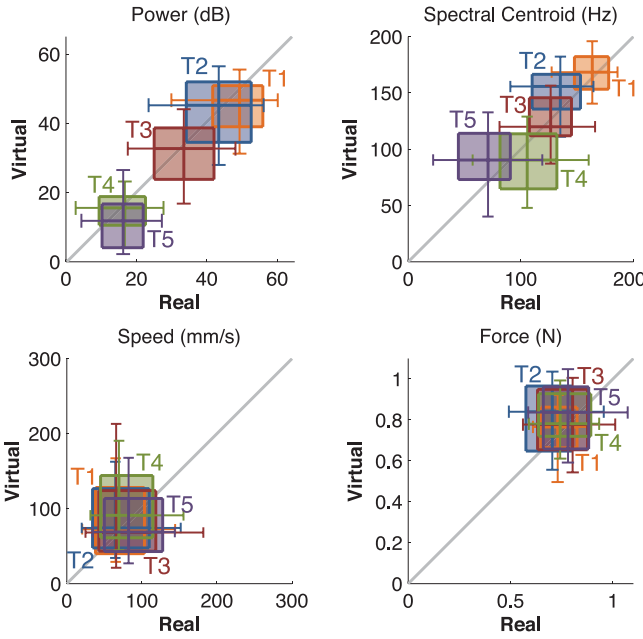 Power (dB)
60
40
20
0
0
20
40
60
Virtual
Real
T1
T2
T3
T4
T5
Spectral Centroid (Hz)
200
150
100
50
0
0
100
200
Virtual
Real
T1
T2
T3
T4
T5
Speed (mm/s)
300
200
100
0
0
100
200
300
Virtual
Real
T1
T4
T5
T2
T3
Force (N)
1
0.8
0.6
0.4
0.2
0
0
0.5
1
Virtual
Real
T2
T3
T5
T4
T1